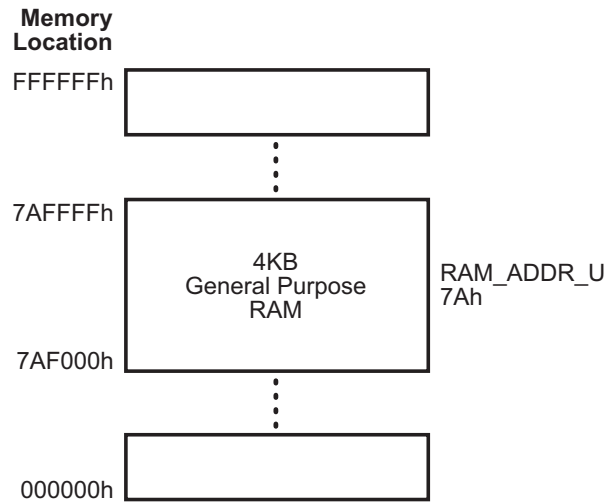 Memory
Location
FFFFFFh
7AFFFFh
4KB
General Purpose
RAM
RAM_ADDR_U
7Ah
7AF000h
000000h